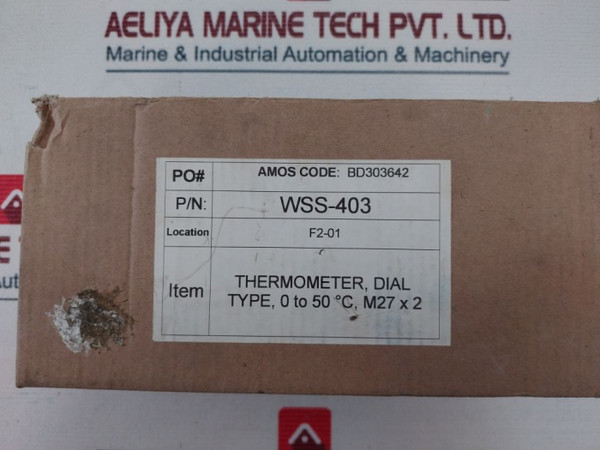 AELIYA MARINE TECH PVT. LTD.
Marine & Industrial Automation & Machinery
PO# AMOS CODE: BD303642
P/N: WSS-403
Location F2-01
Item THERMOMETER, DIAL
TYPE, 0 to 50 °C, M27 x 2